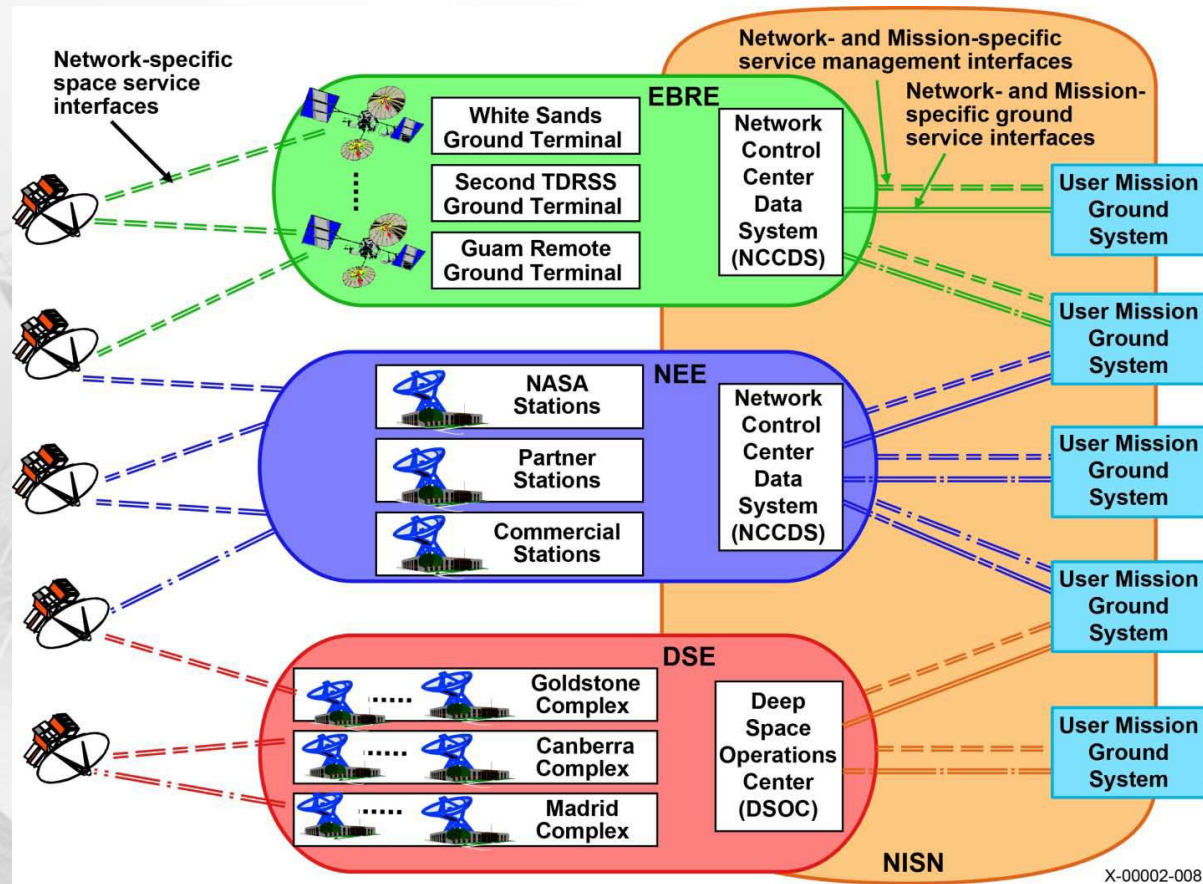 Network-specific
space service
interfaces
Network- and Mission-specific
service management interfaces
Network- and Mission-
specific ground
service interfaces
EBRE
White Sands
Ground Terminal
Second TDRSS
Ground Terminal
Guam Remote
Ground Terminal
Network
Control
Center
Data
System
(NCCDS)
User Mission
Ground
System
User Mission
Ground
System
NEE
NASA
Stations
Partner
Stations
Commercial
Stations
Network
Control
Center
Data
System
(NCCDS)
User Mission
Ground
System
User Mission
Ground
System
DSE
Goldstone
Complex
Canberra
Complex
Madrid
Complex
Deep
Space
Operations
Center
(DSOC)
User Mission
Ground
System
NISN
X-00002-008